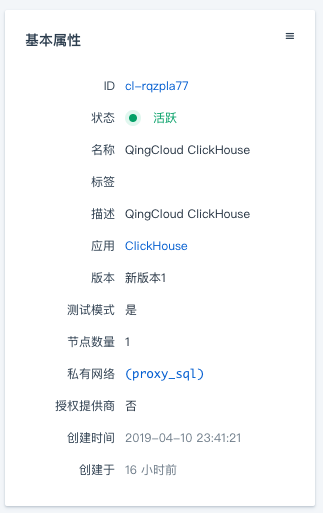 基本属性
ID cl-rqzpla77
状态 活跃
名称 QingCloud ClickHouse
标签
描述 QingCloud ClickHouse
应用 ClickHouse
版本 新版本1
测试模式 是
节点数量 1
私有网络 (proxy_sql)
授权提供商 否
创建时间 2019-04-10 23:41:21
创建于 16 小时前